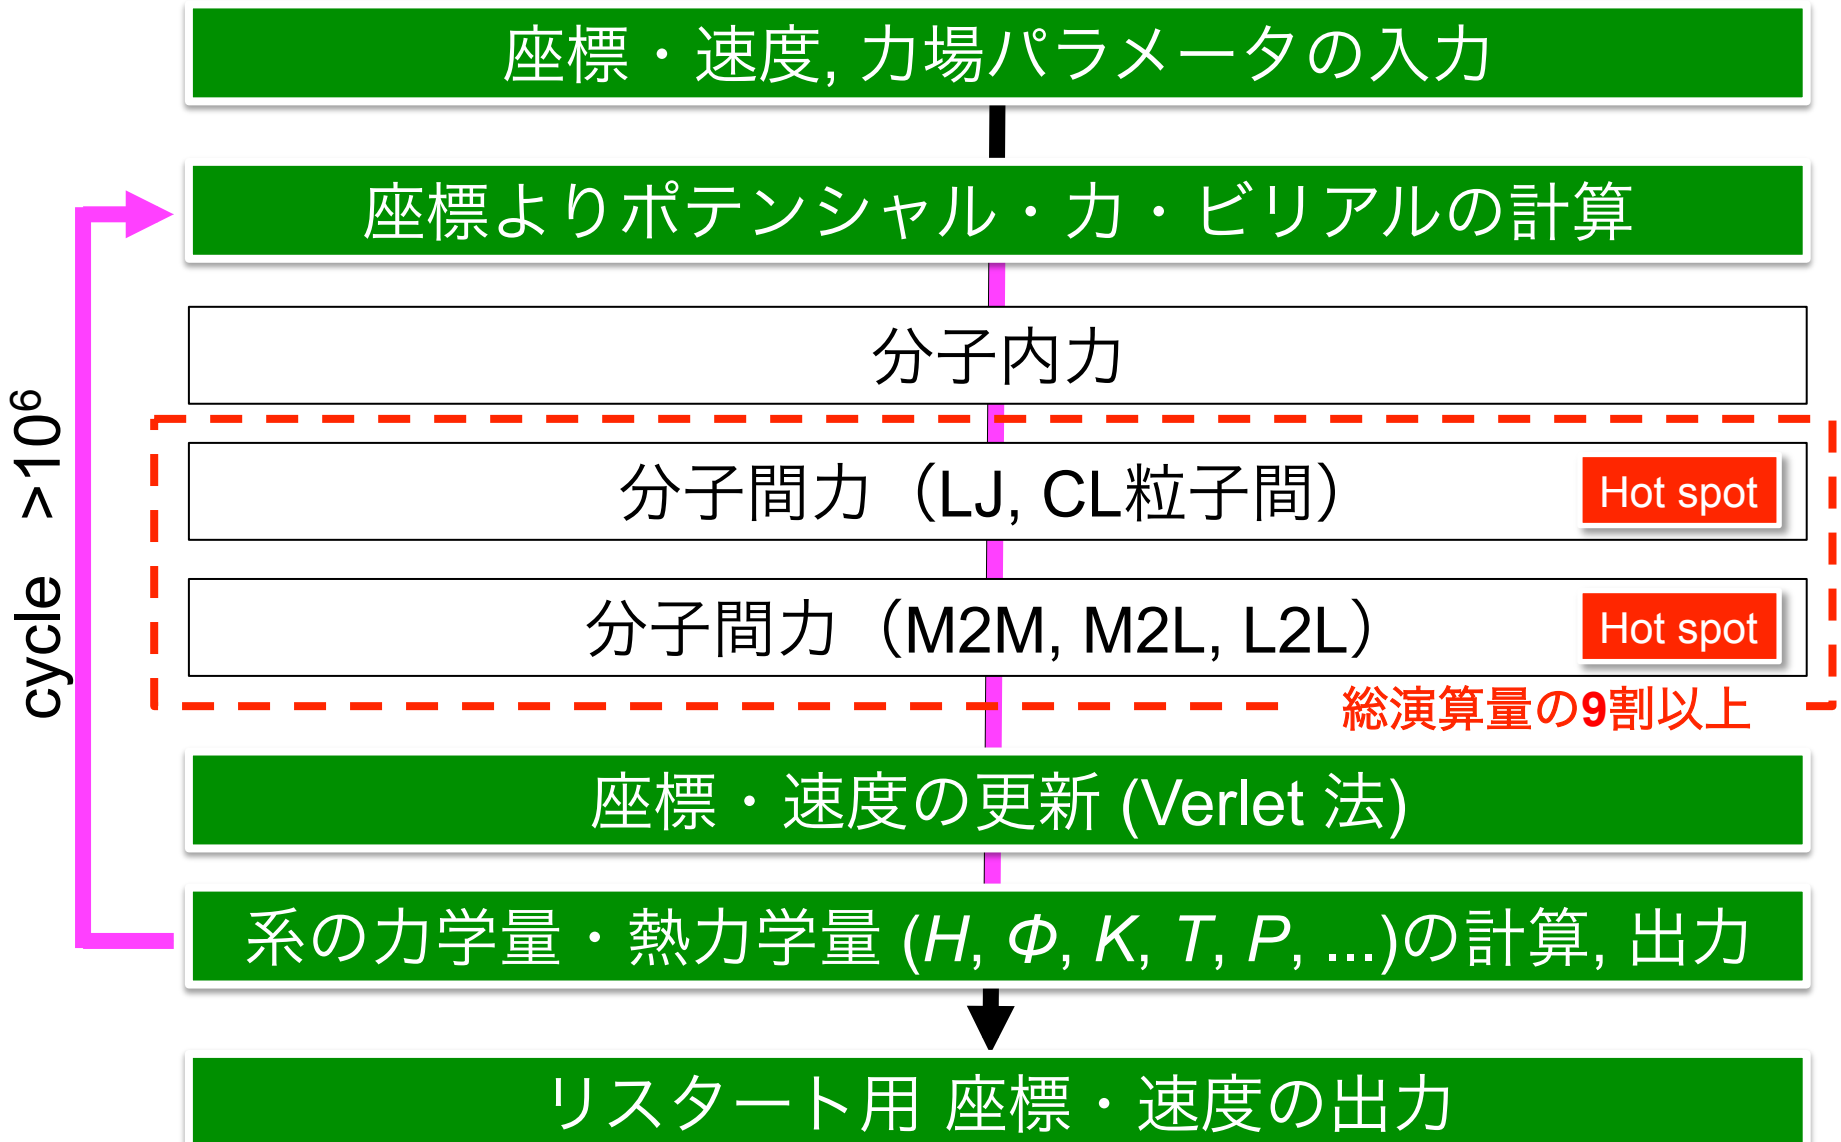 座標・速度, 力場パラメータの入力
座標よりポテンシャル・力・ビリアルの計算
分子内力
分子間力（LJ, CL粒子間）
Hot spot
分子間力（M2M, M2L, L2L）
Hot spot
総演算量の9割以上
座標・速度の更新 (Verlet 法)
系の力学量・熱力学量 (H, Φ, K, T, P, ...)の計算, 出力
リスタート用 座標・速度の出力
cycle >10⁶